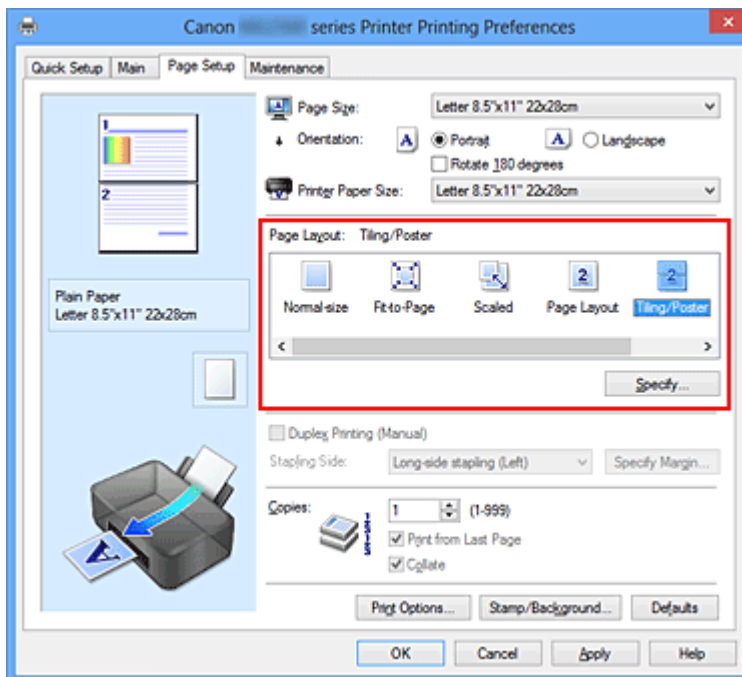 Canon series Printer Printing Preferences
Quick Setup Main Page Setup Maintenance
Page Size: Letter 8.5"x11" 22x28cm
Orientation: A Portrait A Landscape
Rotate 180 degrees
Printer Paper Size: Letter 8.5"x11" 22x28cm
1
2
Plain Paper
Letter 8.5"x11" 22x28cm
Page Layout: Tiling/Poster
Normal-size Fit-to-Page Scaled Page Layout Tiling/Poster
Specify...
Duplex Printing (Manual)
Stapling Side: Long-side stapling (Left) Specify Margin...
Copies: 1 (1-999)
Print from Last Page
Collate
Print Options... Stamp/Background... Defaults
OK Cancel Apply Help